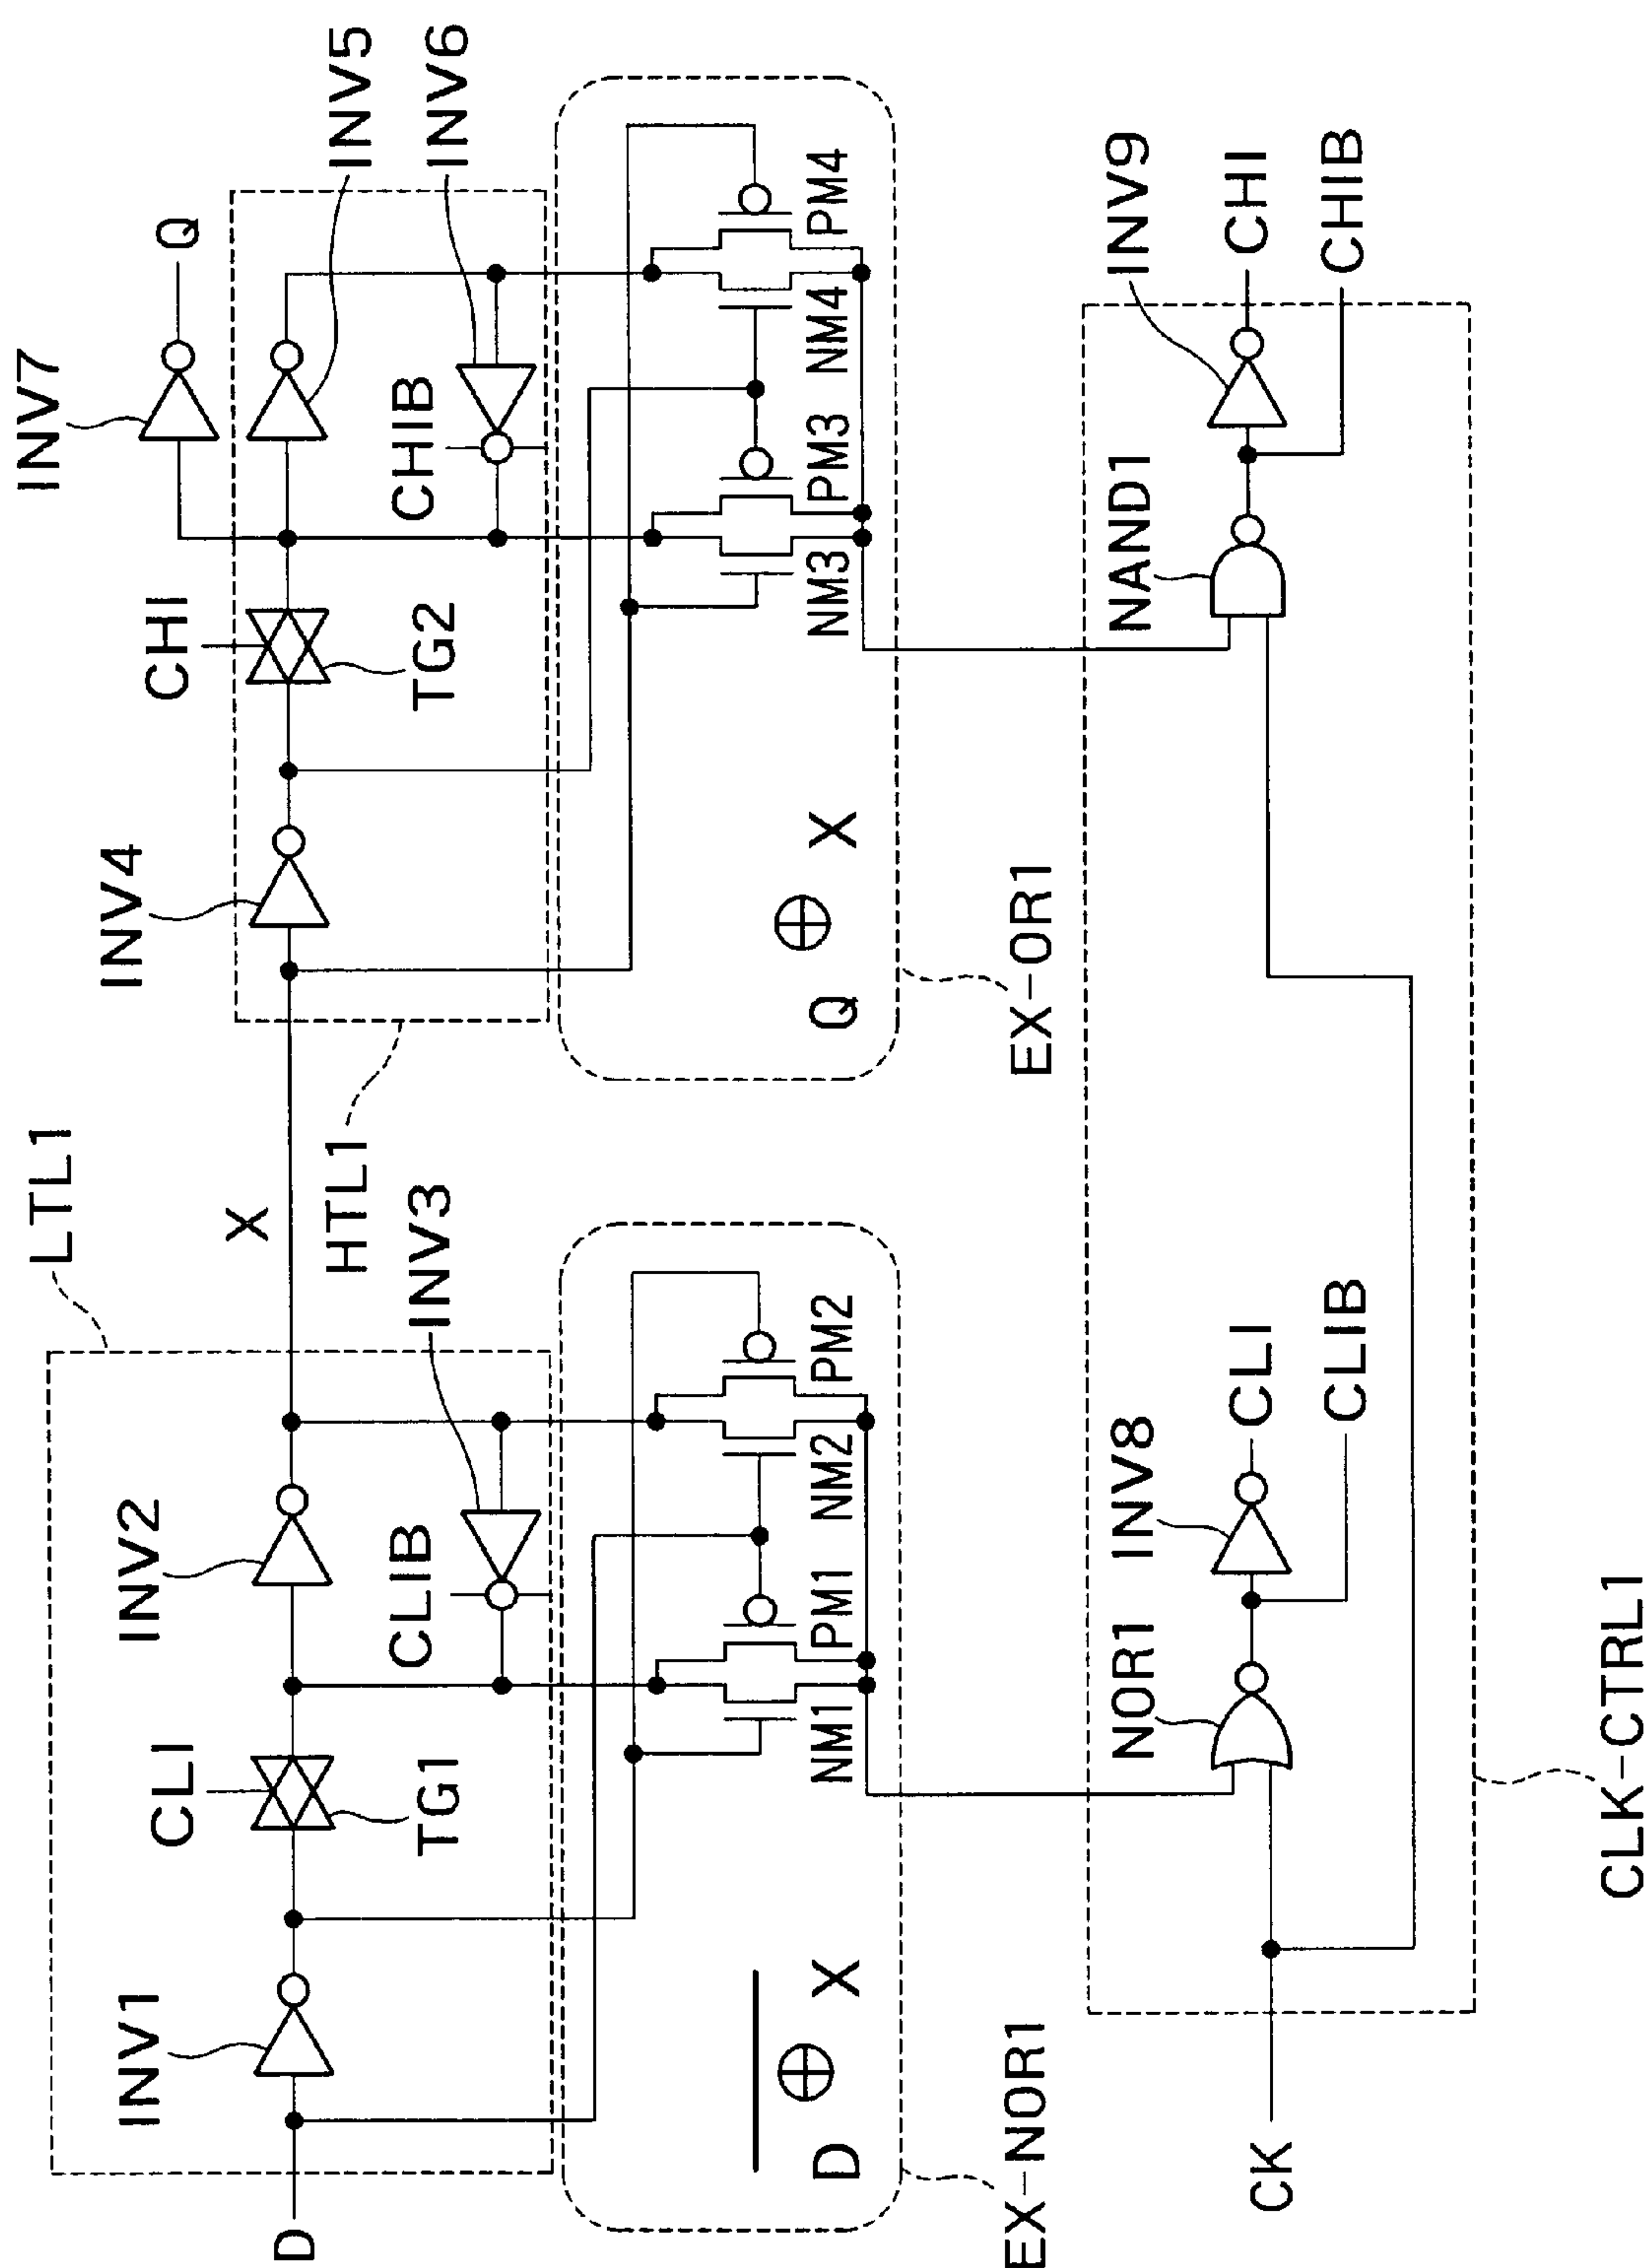 LTL1
D
INV1
CLI
TG1
INV2
CLIB
INV3
X
HTL1
INV4
CHI
TG2
INV7
Q
CHIB
INV5
INV6
D ⊕ X
NM1
PM1
NM2
PM2
EX-NOR1
Q ⊕ X
NM3
PM3
NM4
PM4
EX-OR1
CK
NOR1
INV8
CLI
CLIB
NAND1
INV9
CHI
CHIB
CLK-CTRL1